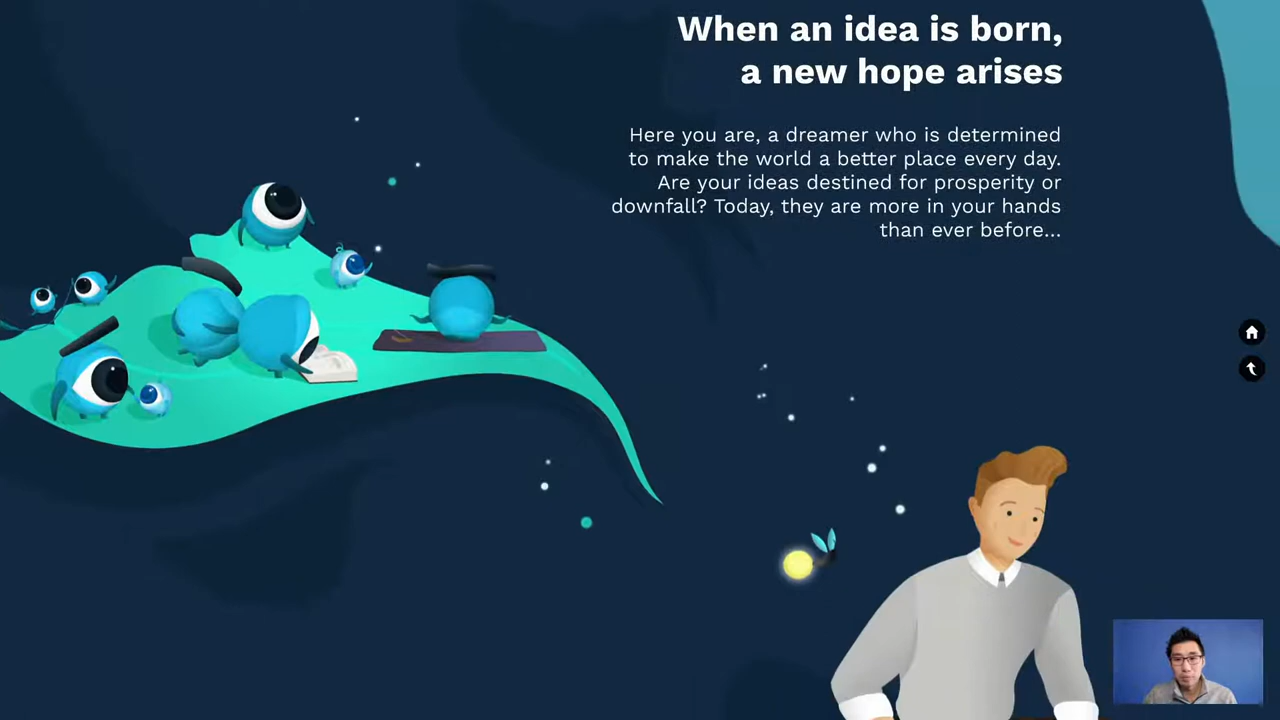 When an idea is born,
a new hope arises
Here you are, a dreamer who is determined
to make the world a better place every day.
Are your ideas destined for prosperity or
downfall? Today, they are more in your hands
than ever before...